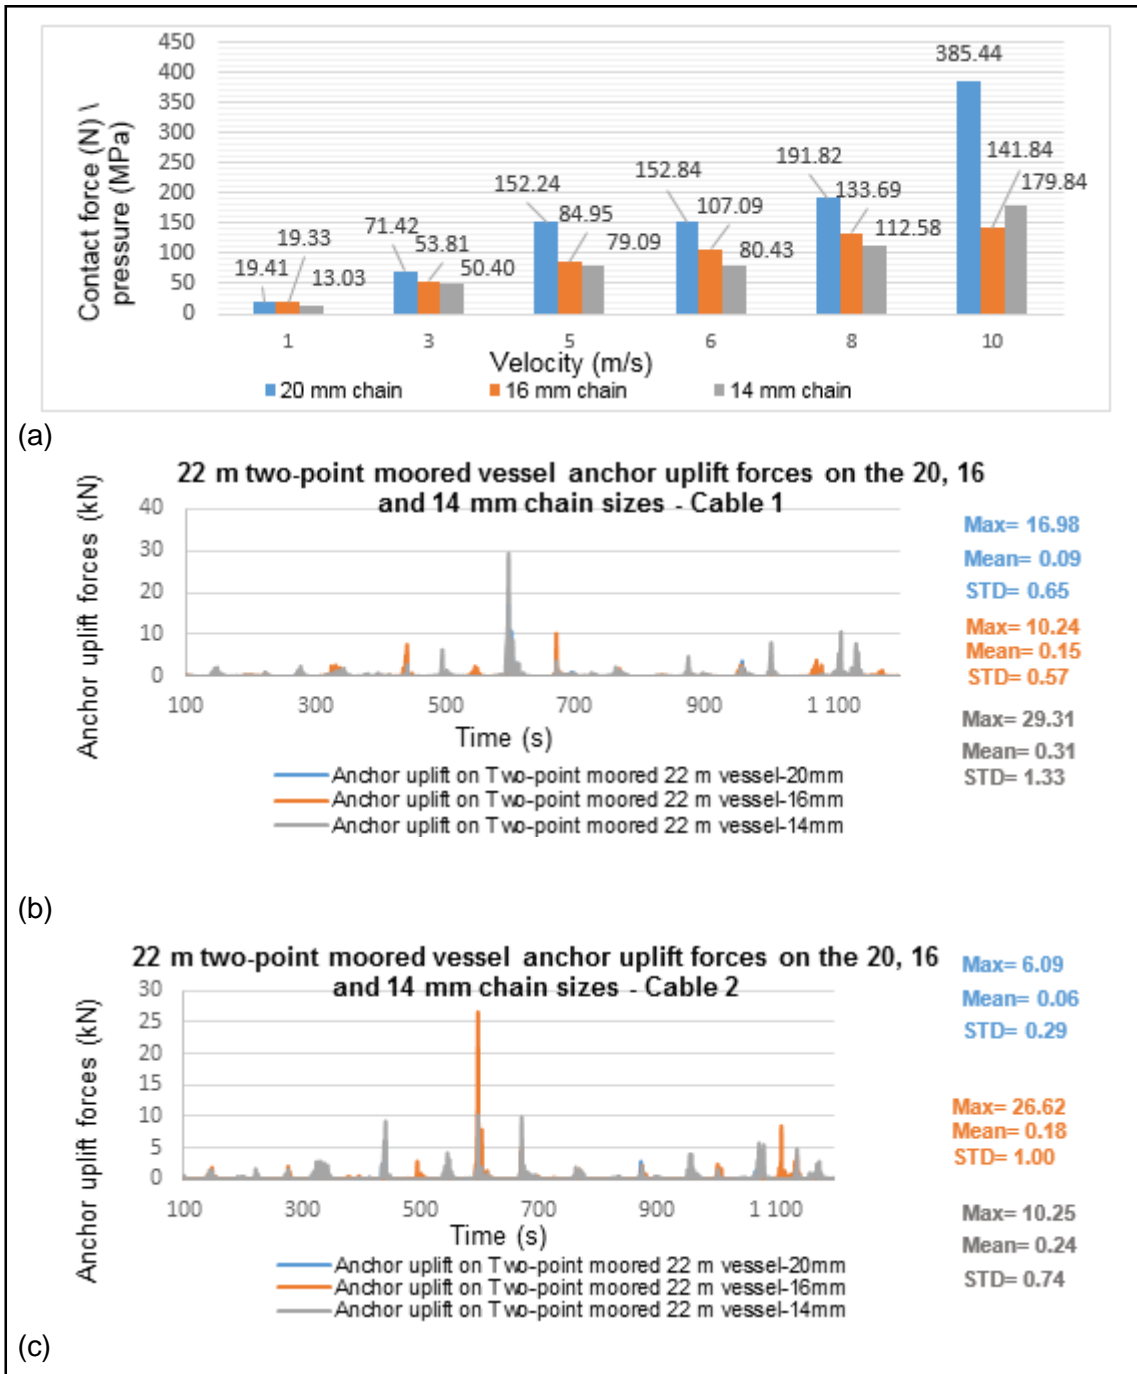 450
400
350
300
250
200
150
100
50
0
Contact force (N) \
pressure (MPa)
385.44
191.82
141.84
152.24
152.84
133.69
179.84
84.95
107.09
112.58
71.42
53.81
79.09
80.43
19.33
50.40
19.41
13.03
1 3 5 6 8 10
Velocity (m/s)
20 mm chain 16 mm chain 14 mm chain
(a)
22 m two-point moored vessel anchor uplift forces on the 20, 16
and 14 mm chain sizes - Cable 1
Anchor uplift forces (kN)
40
30
20
10
0
100 300 500 700 900 1 100
Time (s)
Max= 16.98
Mean= 0.09
STD= 0.65
Max= 10.24
Mean= 0.15
STD= 0.57
Max= 29.31
Mean= 0.31
STD= 1.33
Anchor uplift on Two-point moored 22 m vessel-20mm
Anchor uplift on Two-point moored 22 m vessel-16mm
Anchor uplift on Two-point moored 22 m vessel-14mm
(b)
22 m two-point moored vessel anchor uplift forces on the 20, 16
and 14 mm chain sizes - Cable 2
Anchor uplift forces (kN)
30
25
20
15
10
5
0
100 300 500 700 900 1 100
Time (s)
Max= 6.09
Mean= 0.06
STD= 0.29
Max= 26.62
Mean= 0.18
STD= 1.00
Max= 10.25
Mean= 0.24
STD= 0.74
Anchor uplift on Two-point moored 22 m vessel-20mm
Anchor uplift on Two-point moored 22 m vessel-16mm
Anchor uplift on Two-point moored 22 m vessel-14mm
(c)